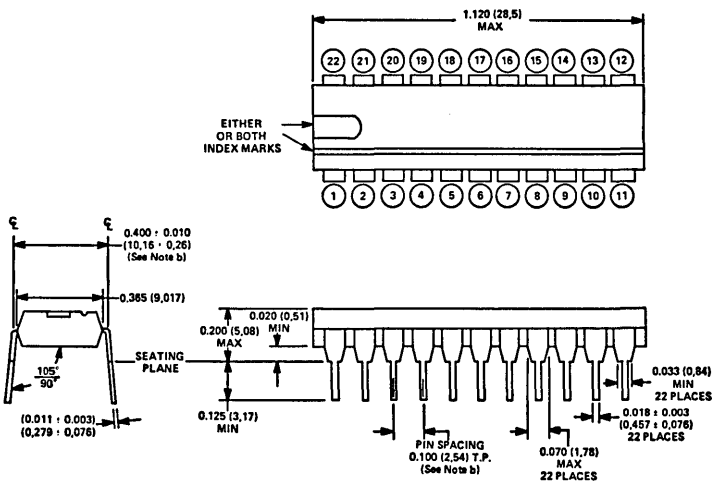 1.120 (28,5)
MAX
22 21 20 19 18 17 16 15 14 13 12
EITHER
OR BOTH
INDEX MARKS
1 2 3 4 5 6 7 8 9 10 11
℄ ℄
0.400 ± 0.010
(10,16 ± 0,26)
(See Note b)
0,365 (9,017)
0.020 (0,51)
MIN
0.200 (5,08)
MAX
105°
90°
SEATING
PLANE
0.125 (3,17)
MIN
(0.011 ± 0.003)
(0,279 ± 0,076)
PIN SPACING
0.100 (2,54) T.P.
(See Note b)
0.070 (1,78)
MAX
22 PLACES
0.033 (0,84)
MIN
22 PLACES
0.018 ± 0.003
(0,457 ± 0,076)
22 PLACES